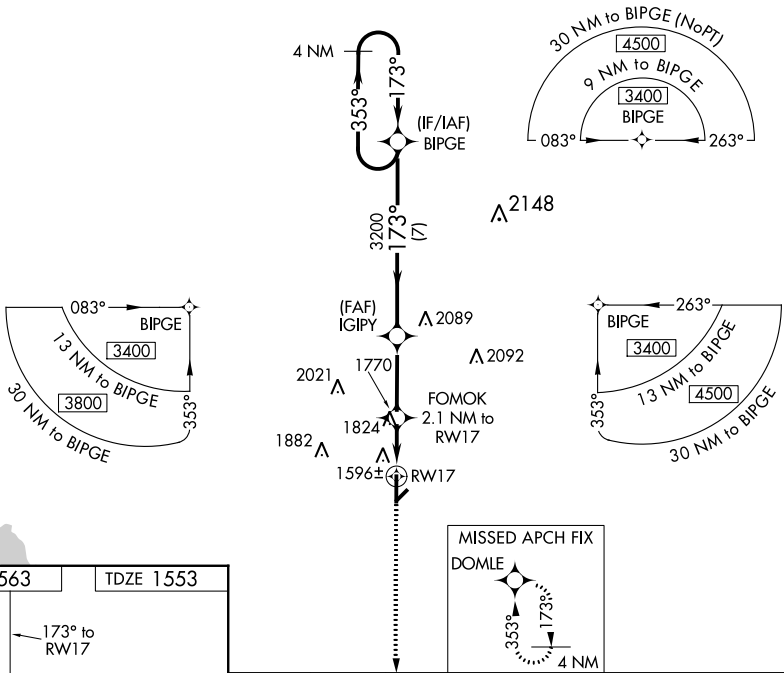 4 NM
353°
173°
(IF/IAF)
BIPGE
30 NM to BIPGE (NoPT)
4500
9 NM to BIPGE
3400
BIPGE
083°
263°
2148
3200
173°
(7)
083°
BIPGE
3400
13 NM to BIPGE
3800
30 NM to BIPGE
353°
(FAF)
IGIPY
2089
2092
1770
2021
FOMOK
2.1 NM to
RW17
1824
1882
1596±
RW17
263°
BIPGE
3400
13 NM to BIPGE
4500
30 NM to BIPGE
353°
MISSED APCH FIX
DOMLE
353°
173°
4 NM
563
TDZE 1553
173° to
RW17